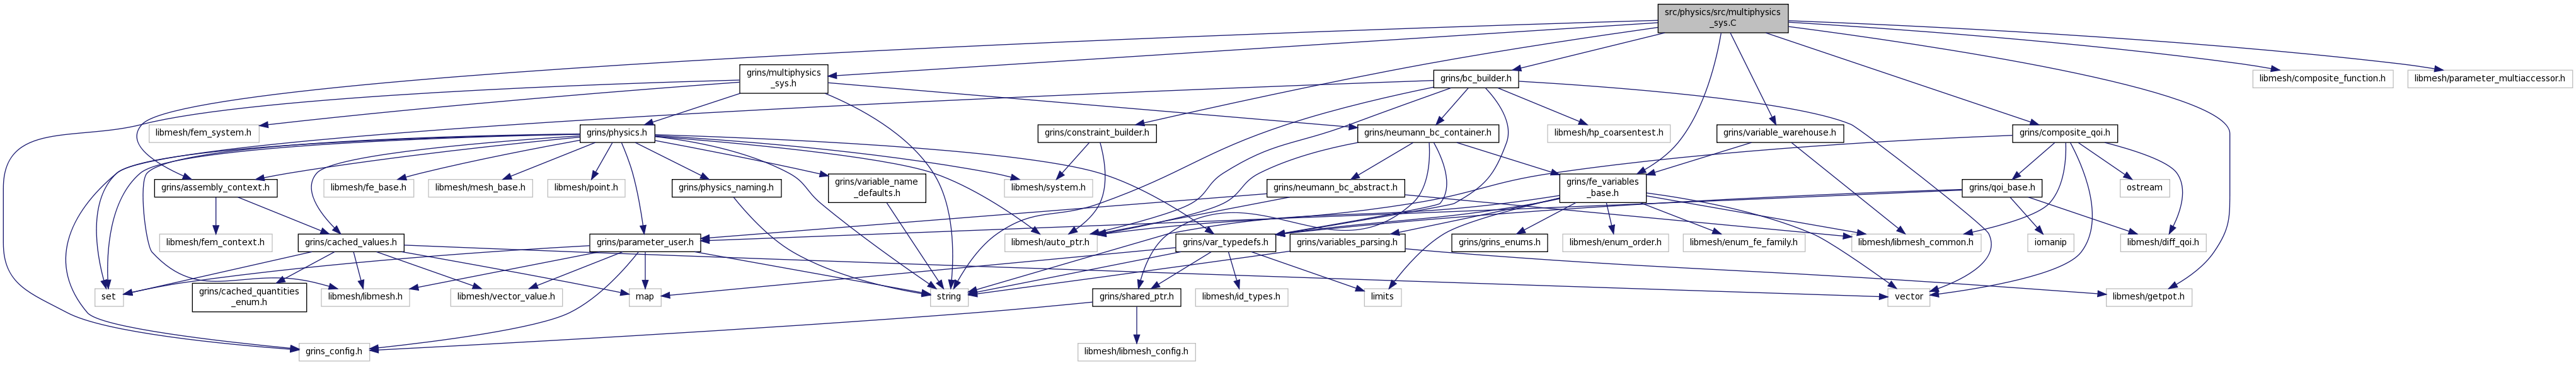 src/physics/src/multiphysics
_sys.C
grins/multiphysics
_sys.h
grins/bc_builder.h
libmesh/composite_function.h
libmesh/parameter_multiaccessor.h
libmesh/fem_system.h
grins/physics.h
grins/constraint_builder.h
grins/neumann_bc_container.h
libmesh/hp_coarsentest.h
grins/variable_warehouse.h
grins/composite_qoi.h
grins/assembly_context.h
libmesh/fe_base.h
libmesh/mesh_base.h
libmesh/point.h
grins/physics_naming.h
grins/variable_name
_defaults.h
libmesh/system.h
grins/neumann_bc_abstract.h
grins/fe_variables
_base.h
grins/qoi_base.h
ostream
libmesh/fem_context.h
grins/cached_values.h
grins/parameter_user.h
libmesh/auto_ptr.h
grins/var_typedefs.h
grins/variables_parsing.h
grins/grins_enums.h
libmesh/enum_order.h
libmesh/enum_fe_family.h
libmesh/libmesh_common.h
iomanip
libmesh/diff_qoi.h
set
grins/cached_quantities
_enum.h
libmesh/libmesh.h
libmesh/vector_value.h
map
string
grins/shared_ptr.h
libmesh/id_types.h
limits
vector
libmesh/getpot.h
grins_config.h
libmesh/libmesh_config.h